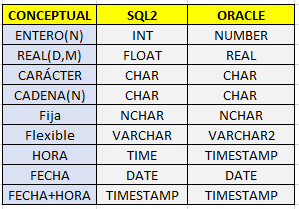 CONCEPTUAL SQL2 ORACLE
ENTERO(N) INT NUMBER
REAL(D,M) FLOAT REAL
CARÁCTER CHAR CHAR
CADENA(N) CHAR CHAR
Fija NCHAR NCHAR
Flexible VARCHAR VARCHAR2
HORA TIME TIMESTAMP
FECHA DATE DATE
FECHA+HORA TIMESTAMP TIMESTAMP